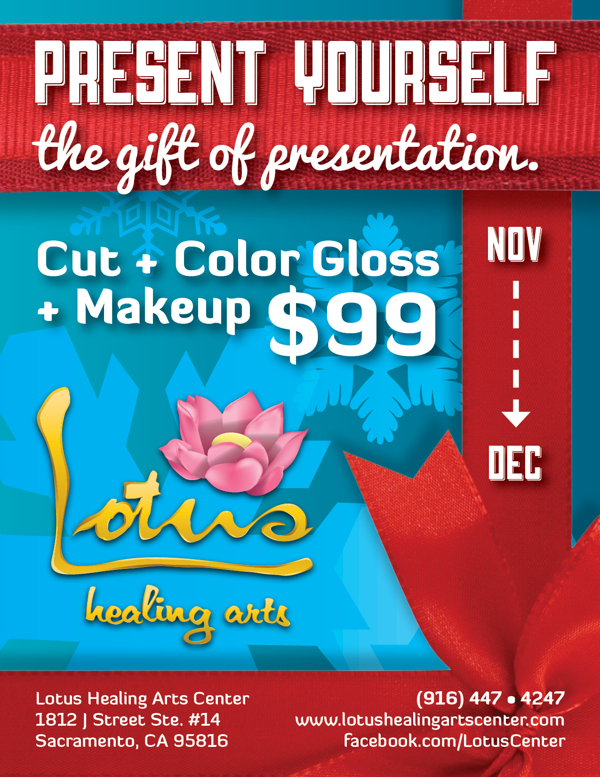 PRESENT YOURSELF
the gift of presentation.
NOV
Cut + Color Gloss
+ Makeup $99
DEC
Lotus
healing arts
Lotus Healing Arts Center
1812 J Street Ste. #14
Sacramento, CA 95816
(916) 447 • 4247
www.lotushealingartscenter.com
facebook.com/LotusCenter